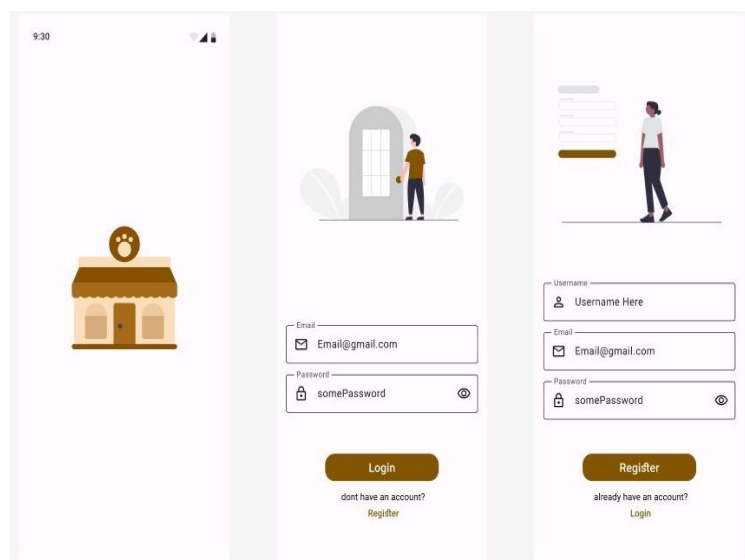 9:30
Email
Email@gmail.com
Password
somePassword
Login
dont have an account?
Register
Username
Username Here
Email
Email@gmail.com
Password
somePassword
Register
already have an account?
Login